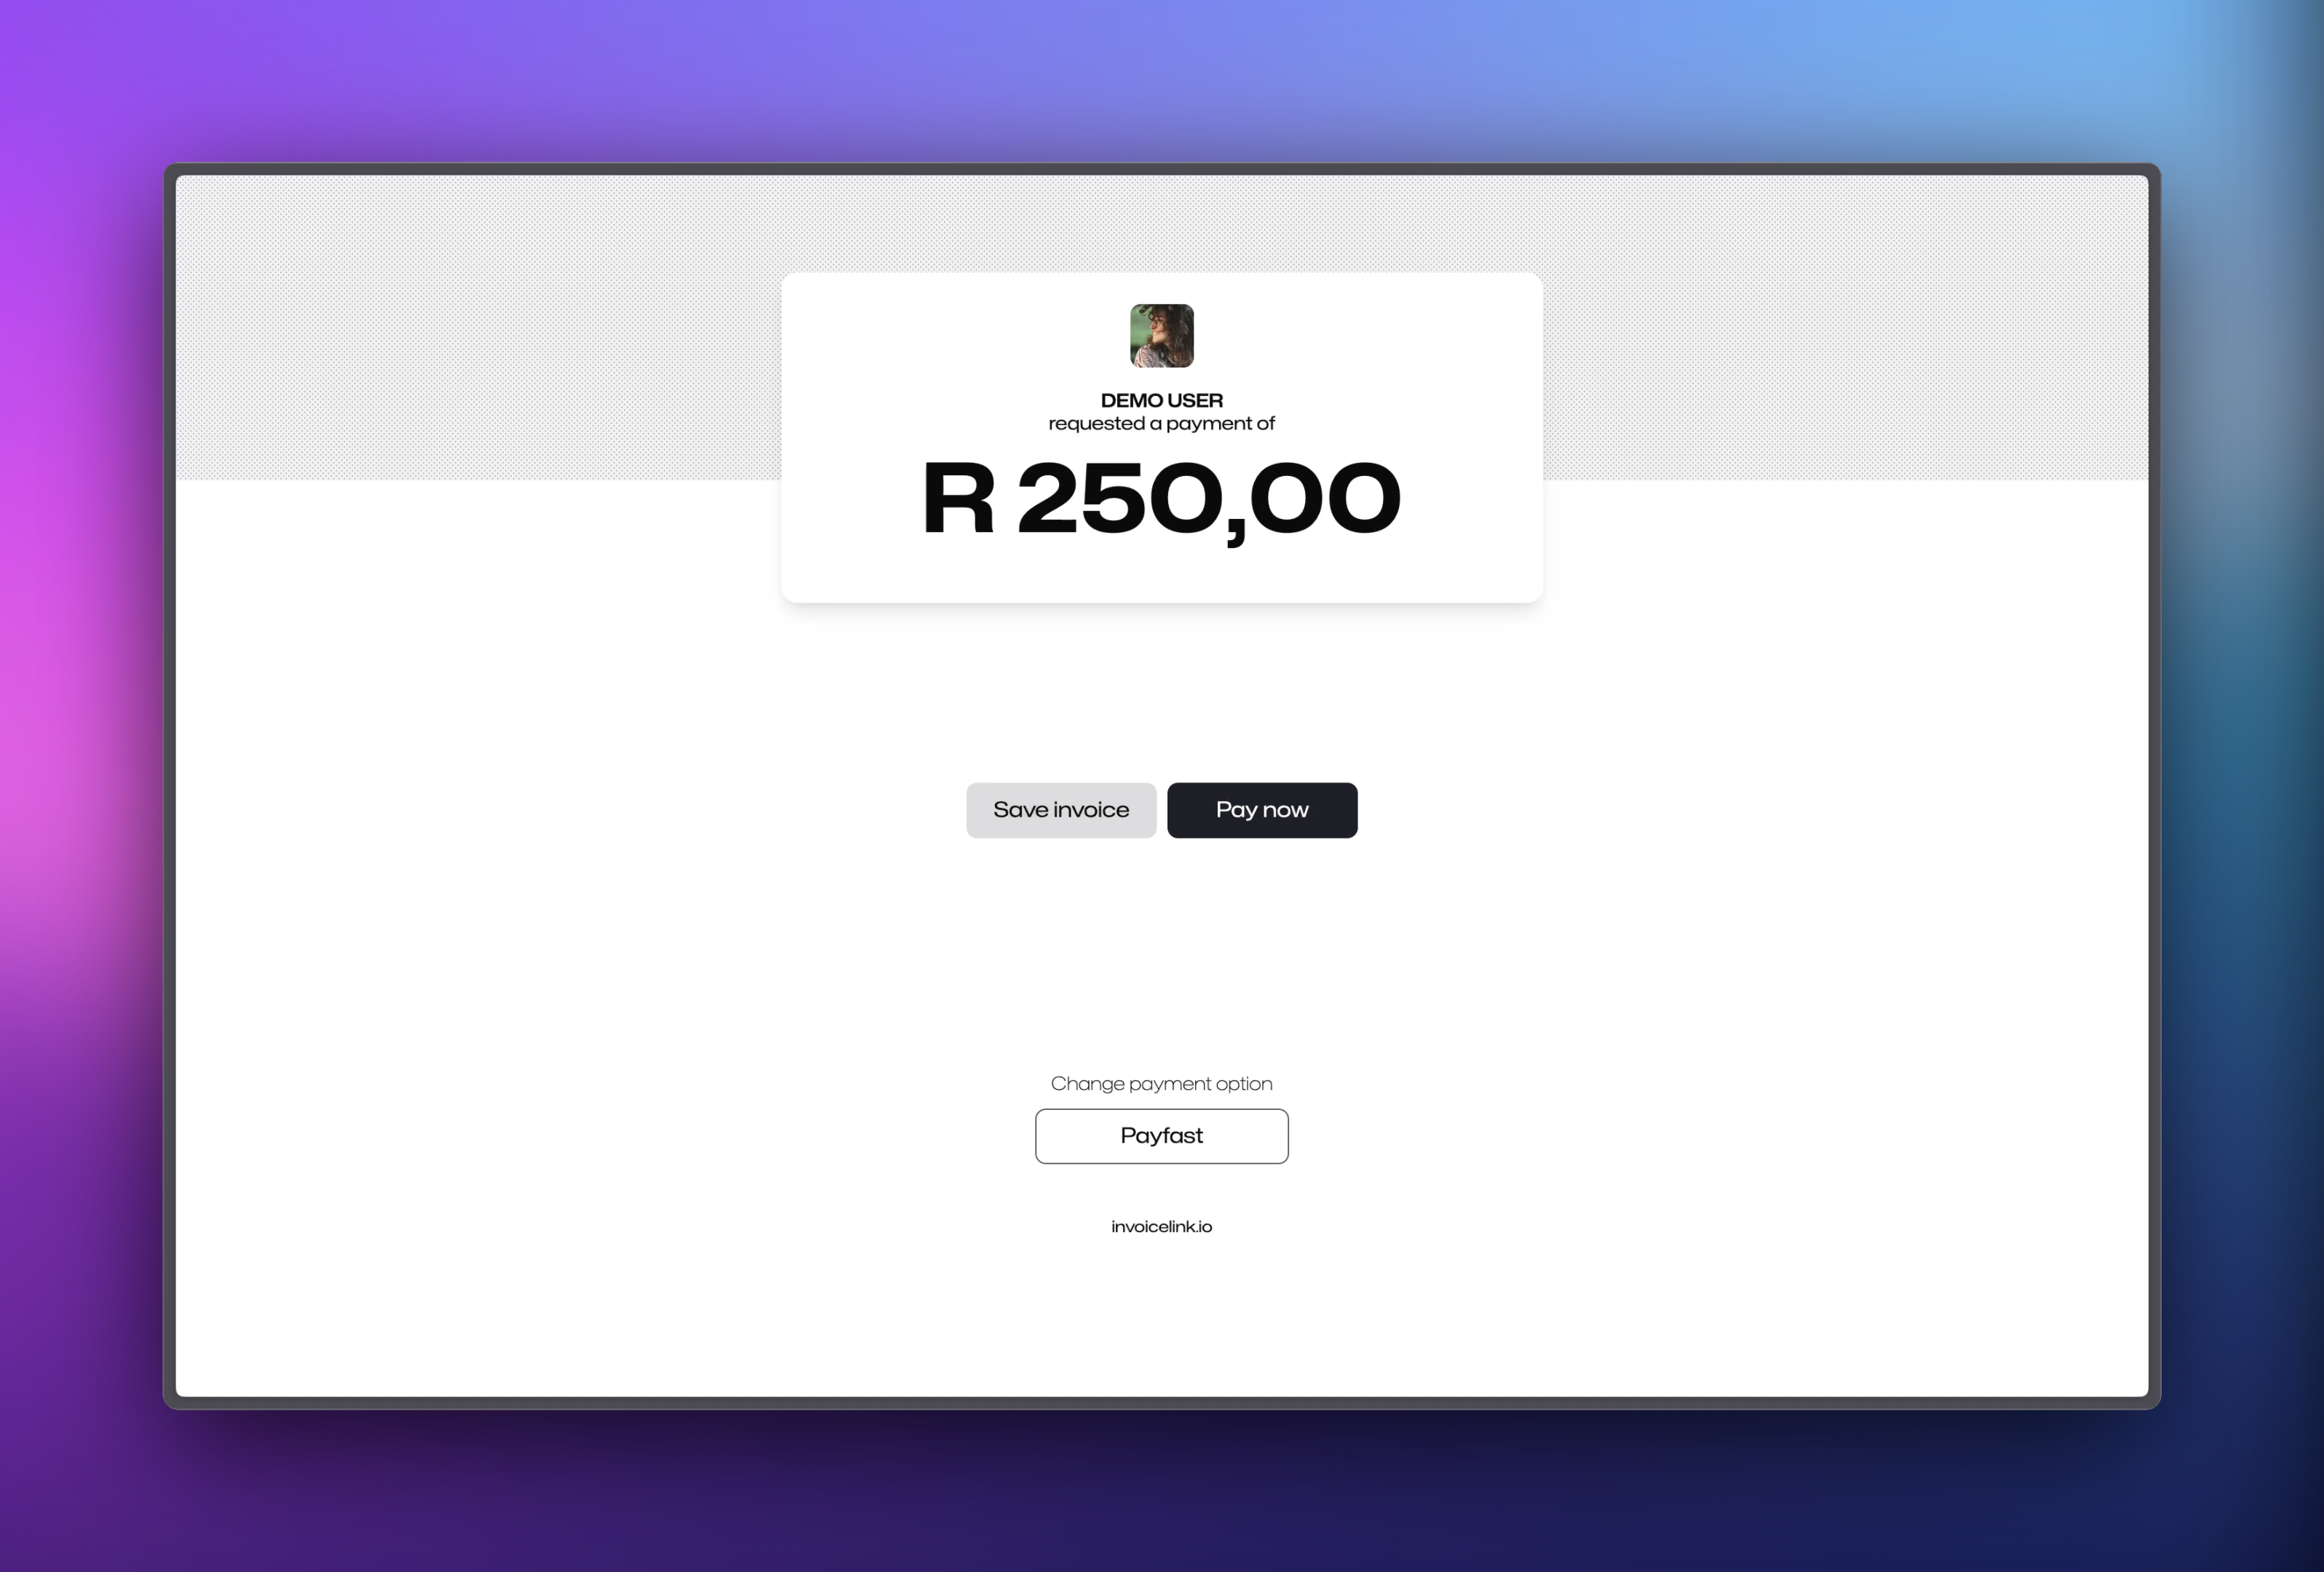 DEMO USER
requested a payment of
R 250,00
Save invoice
Pay now
Change payment option
Payfast
invoicelink.io